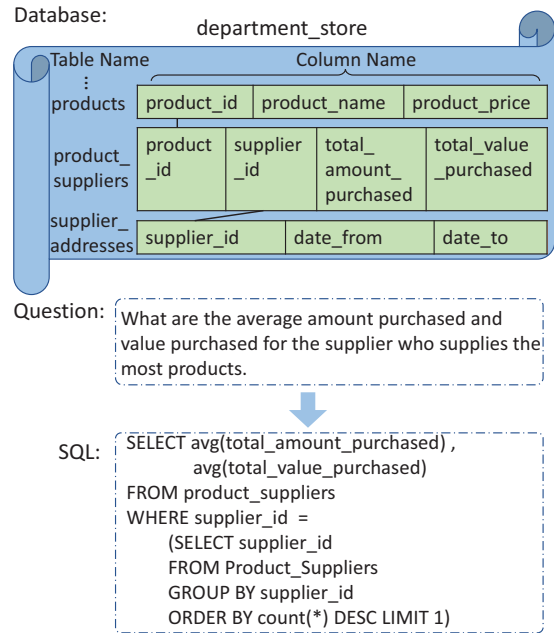 Database:
department_store
Table Name Column Name
⋮
products product_id product_name product_price
product_
suppliers
product
_id
supplier
_id
total_
amount_
purchased
total_value
_purchased
supplier_
addresses
supplier_id date_from date_to
Question:
What are the average amount purchased and
value purchased for the supplier who supplies the
most products.
SQL:
SELECT avg(total_amount_purchased) ,
avg(total_value_purchased)
FROM product_suppliers
WHERE supplier_id =
(SELECT supplier_id
FROM Product_Suppliers
GROUP BY supplier_id
ORDER BY count(*) DESC LIMIT 1)